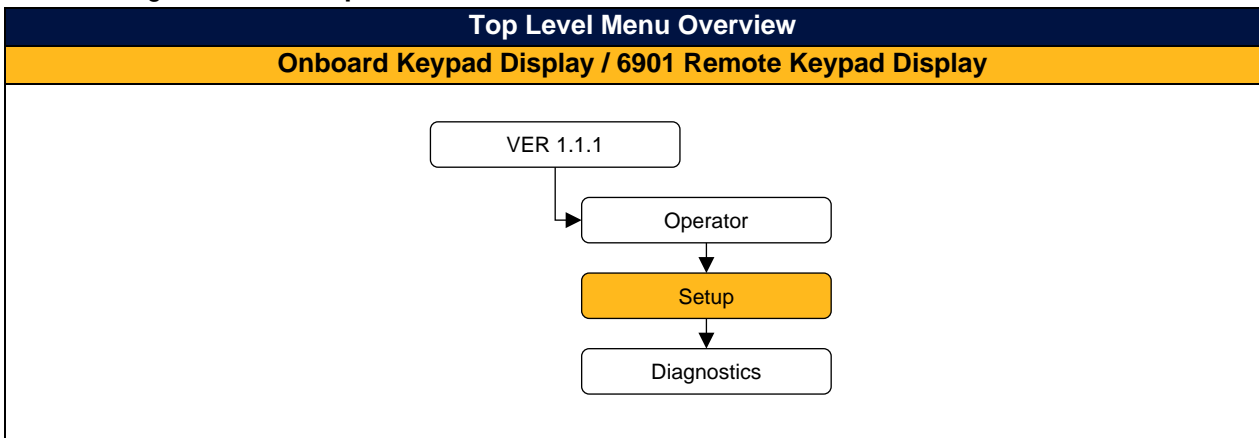 Top Level Menu Overview
Onboard Keypad Display / 6901 Remote Keypad Display
VER 1.1.1
Operator
Setup
Diagnostics